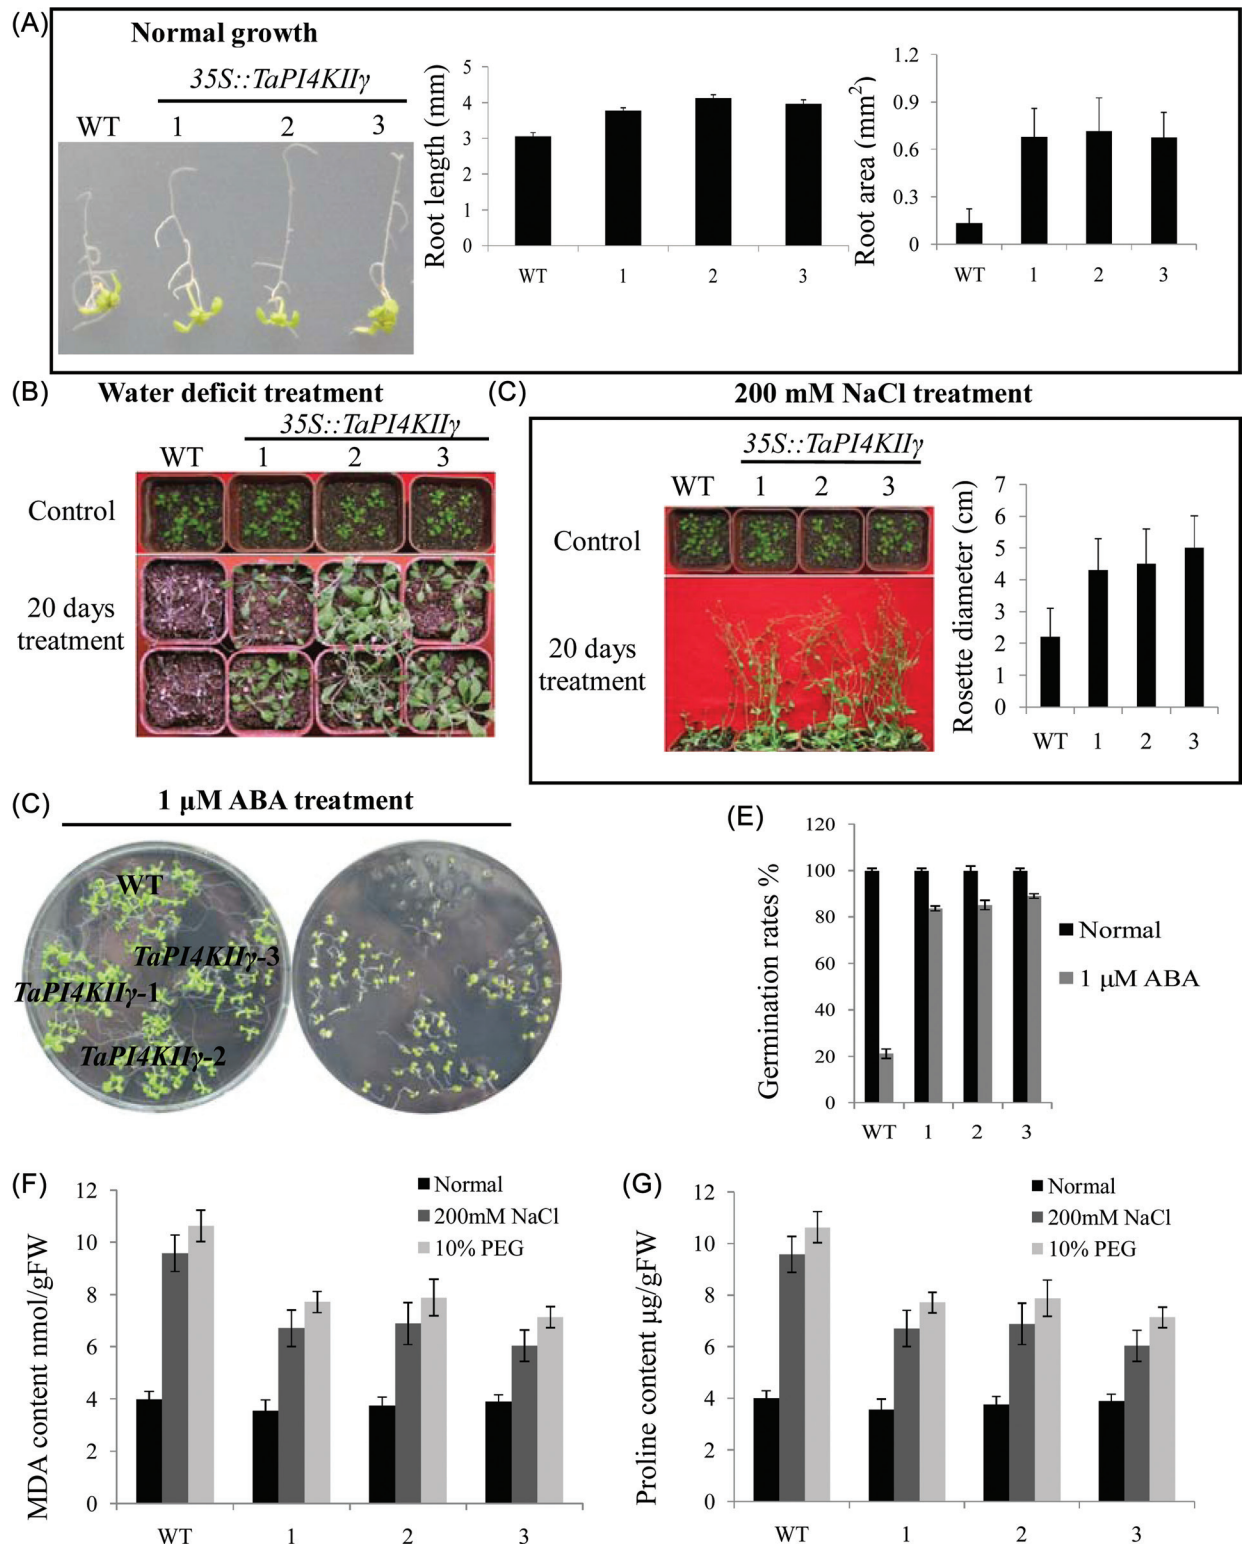 (A)
Normal growth
35S::TaPI4KIIγ
WT 1 2 3
Root length (mm)
5
4
3
2
1
0
WT 1 2 3
Root area (mm²)
1.2
0.9
0.6
0.3
0
WT 1 2 3
(B) Water deficit treatment
35S::TaPI4KIIγ
WT 1 2 3
Control
20 days
treatment
(C) 200 mM NaCl treatment
35S::TaPI4KIIγ
WT 1 2 3
Control
20 days
treatment
Rosette diameter (cm)
7
6
5
4
3
2
1
0
WT 1 2 3
(C) 1 μM ABA treatment
WT
TaPI4KIIγ-3
TaPI4KIIγ-1
TaPI4KIIγ-2
(E)
Germination rates %
120
100
80
60
40
20
0
WT 1 2 3
Normal
1 μM ABA
(F)
MDA content nmol/gFW
12
10
8
6
4
2
0
WT 1 2 3
Normal
200mM NaCl
10% PEG
(G)
Proline content μg/gFW
12
10
8
6
4
2
0
WT 1 2 3
Normal
200mM NaCl
10% PEG